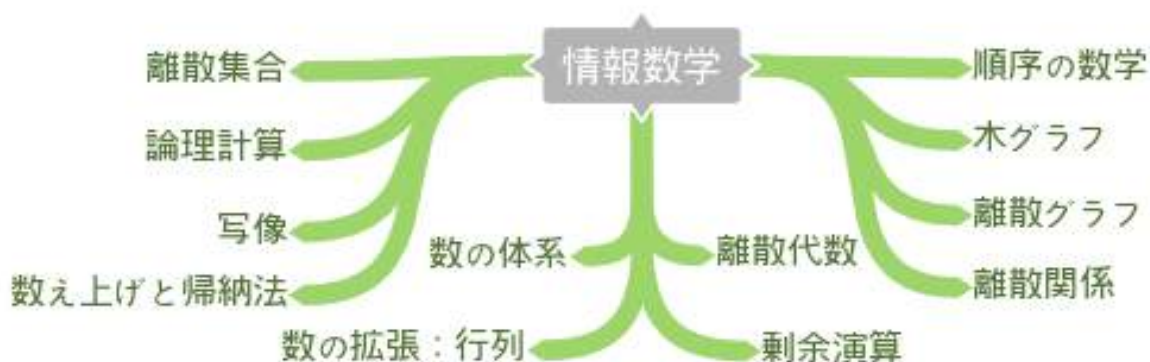 情報数学
離散集合
論理計算
写像
数え上げと帰納法
数の体系
数の拡張：行列
離散代数
剰余演算
順序の数学
木グラフ
離散グラフ
離散関係